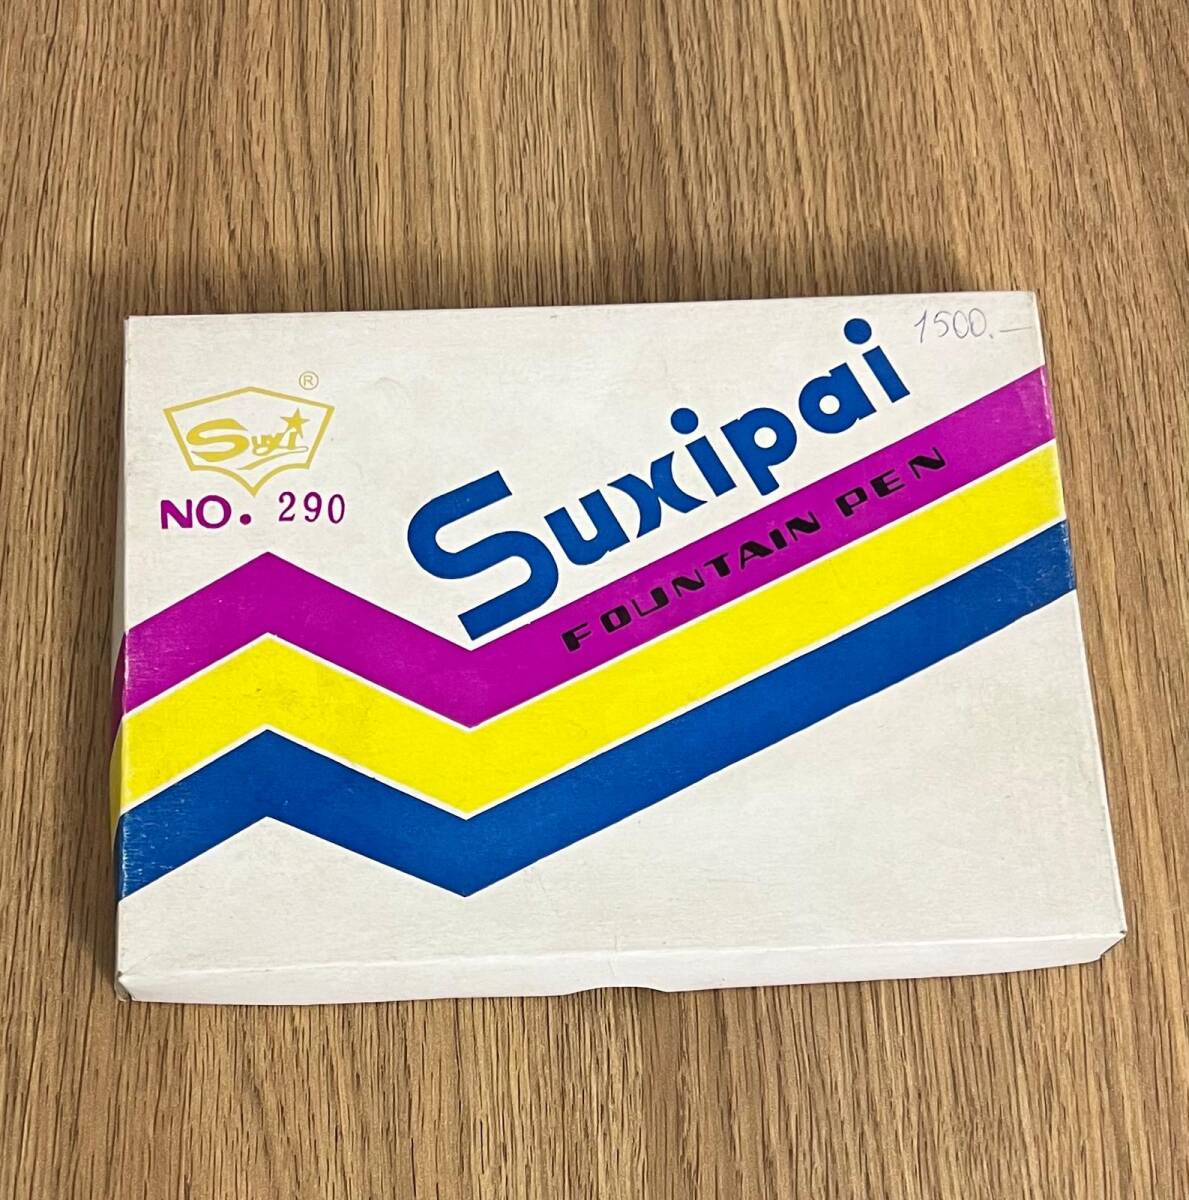 1500.—
®
Suxi
NO. 290
Suxipai
FOUNTAIN PEN